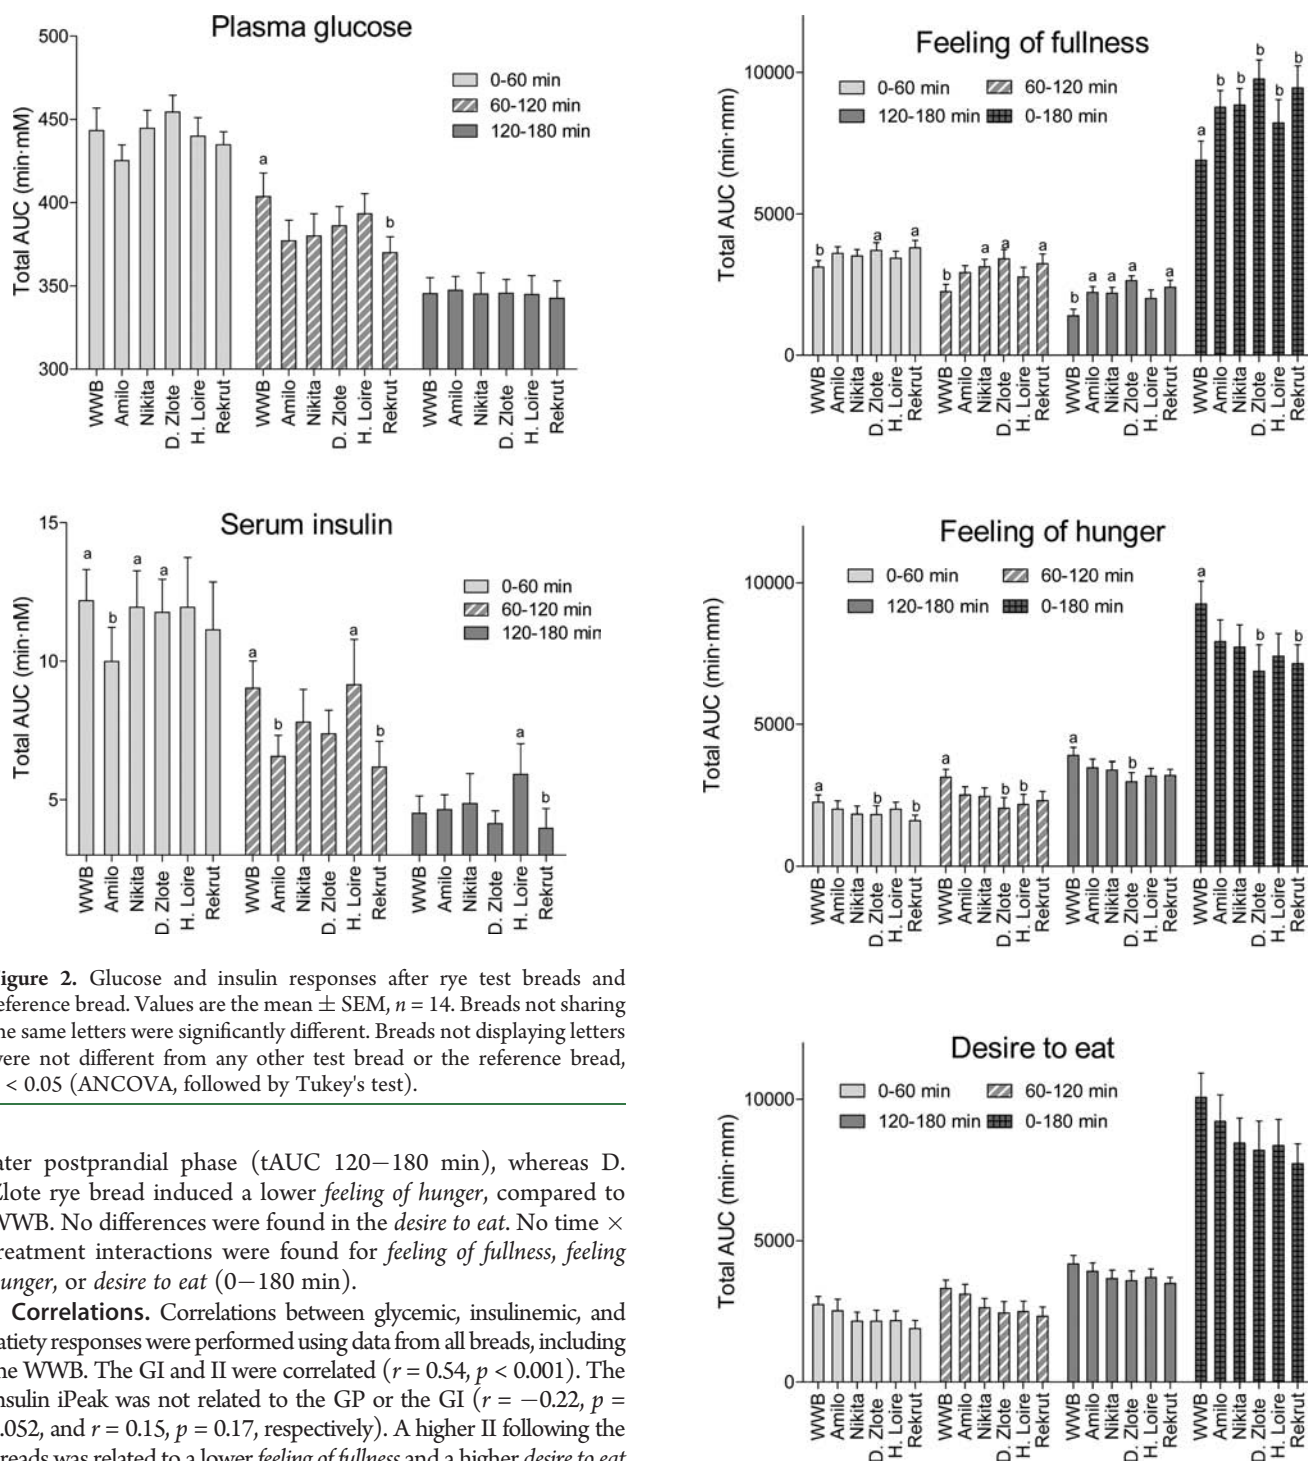 Plasma glucose
500
450
400
350
300
Total AUC (min·nM)
0-60 min
60-120 min
120-180 min
a
b
WWB
Amilo
Nikita
D. Zlote
H. Loire
Rekrut
WWB
Amilo
Nikita
D. Zlote
H. Loire
Rekrut
WWB
Amilo
Nikita
D. Zlote
H. Loire
Rekrut
Serum insulin
15
10
5
Total AUC (min·nM)
0-60 min
60-120 min
120-180 min
a
b
a
a
a
b
a
b
a
b
WWB
Amilo
Nikita
D. Zlote
H. Loire
Rekrut
WWB
Amilo
Nikita
D. Zlote
H. Loire
Rekrut
WWB
Amilo
Nikita
D. Zlote
H. Loire
Rekrut
igure 2. Glucose and insulin responses after rye test breads and
eference bread. Values are the mean ± SEM, n = 14. Breads not sharing
he same letters were significantly different. Breads not displaying letters
were not different from any other test bread or the reference bread,
< 0.05 (ANCOVA, followed by Tukey's test).
ater postprandial phase (tAUC 120−180 min), whereas D.
Zlote rye bread induced a lower feeling of hunger, compared to
WWB. No differences were found in the desire to eat. No time ×
reatment interactions were found for feeling of fullness, feeling
unger, or desire to eat (0−180 min).
Correlations. Correlations between glycemic, insulinemic, and
atiety responses were performed using data from all breads, including
he WWB. The GI and II were correlated (r = 0.54, p < 0.001). The
nsulin iPeak was not related to the GP or the GI (r = −0.22, p =
.052, and r = 0.15, p = 0.17, respectively). A higher II following the
reads was related to a lower feeling of fullness and a higher desire to eat
Feeling of fullness
10000
5000
0
Total AUC (min·mm)
0-60 min
60-120 min
120-180 min
0-180 min
b
a
a
b
a
a
a
b
a
a
a
a
a
b
b
b
b
b
WWB
Amilo
Nikita
D. Zlote
H. Loire
Rekrut
WWB
Amilo
Nikita
D. Zlote
H. Loire
Rekrut
WWB
Amilo
Nikita
D. Zlote
H. Loire
Rekrut
WWB
Amilo
Nikita
D. Zlote
H. Loire
Rekrut
Feeling of hunger
10000
5000
0
Total AUC (min·mm)
0-60 min
60-120 min
120-180 min
0-180 min
a
b
b
a
b
b
a
b
a
b
b
WWB
Amilo
Nikita
D. Zlote
H. Loire
Rekrut
WWB
Amilo
Nikita
D. Zlote
H. Loire
Rekrut
WWB
Amilo
Nikita
D. Zlote
H. Loire
Rekrut
WWB
Amilo
Nikita
D. Zlote
H. Loire
Rekrut
Desire to eat
10000
5000
0
Total AUC (min·mm)
0-60 min
60-120 min
120-180 min
0-180 min
WWB
Amilo
Nikita
D. Zlote
H. Loire
Rekrut
WWB
Amilo
Nikita
D. Zlote
H. Loire
Rekrut
WWB
Amilo
Nikita
D. Zlote
H. Loire
Rekrut
WWB
Amilo
Nikita
D. Zlote
H. Loire
Rekrut